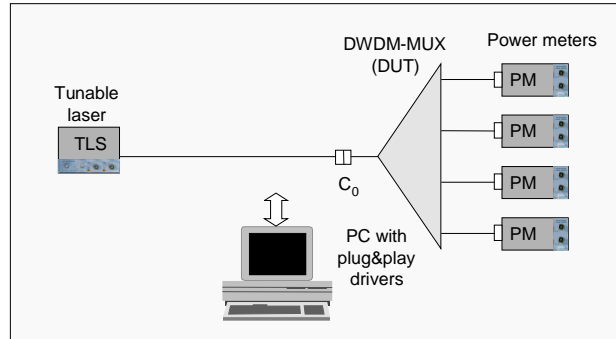 DWDM-MUX
(DUT)
Power meters
Tunable
laser
TLS
PM
PM
PM
PM
C0
PC with
plug&play
drivers